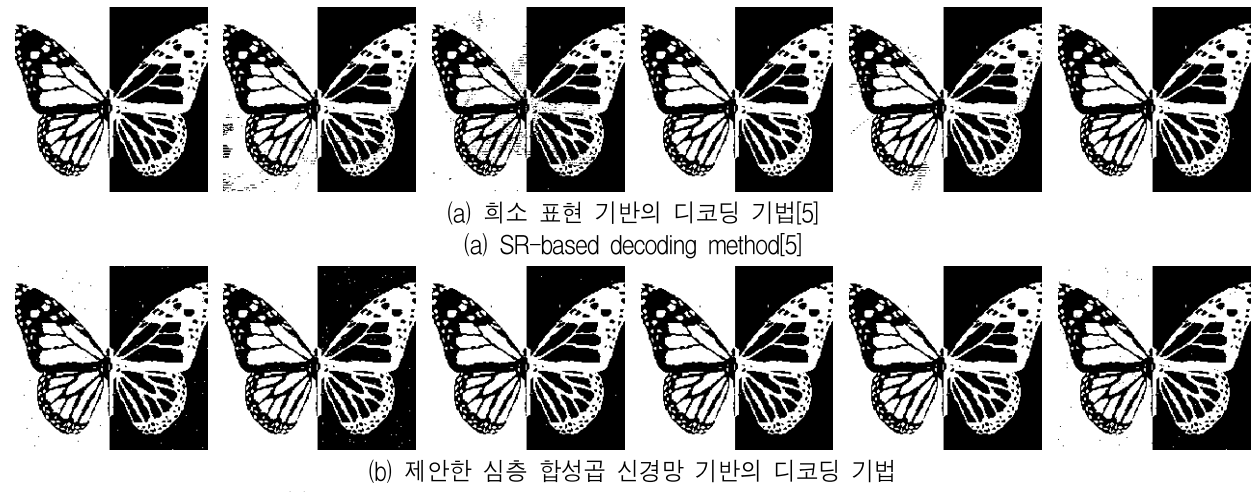 (a) 희소 표현 기반의 디코딩 기법[5]
(a) SR-based decoding method[5]
(b) 제안한 심층 합성곱 신경망 기반의 디코딩 기법